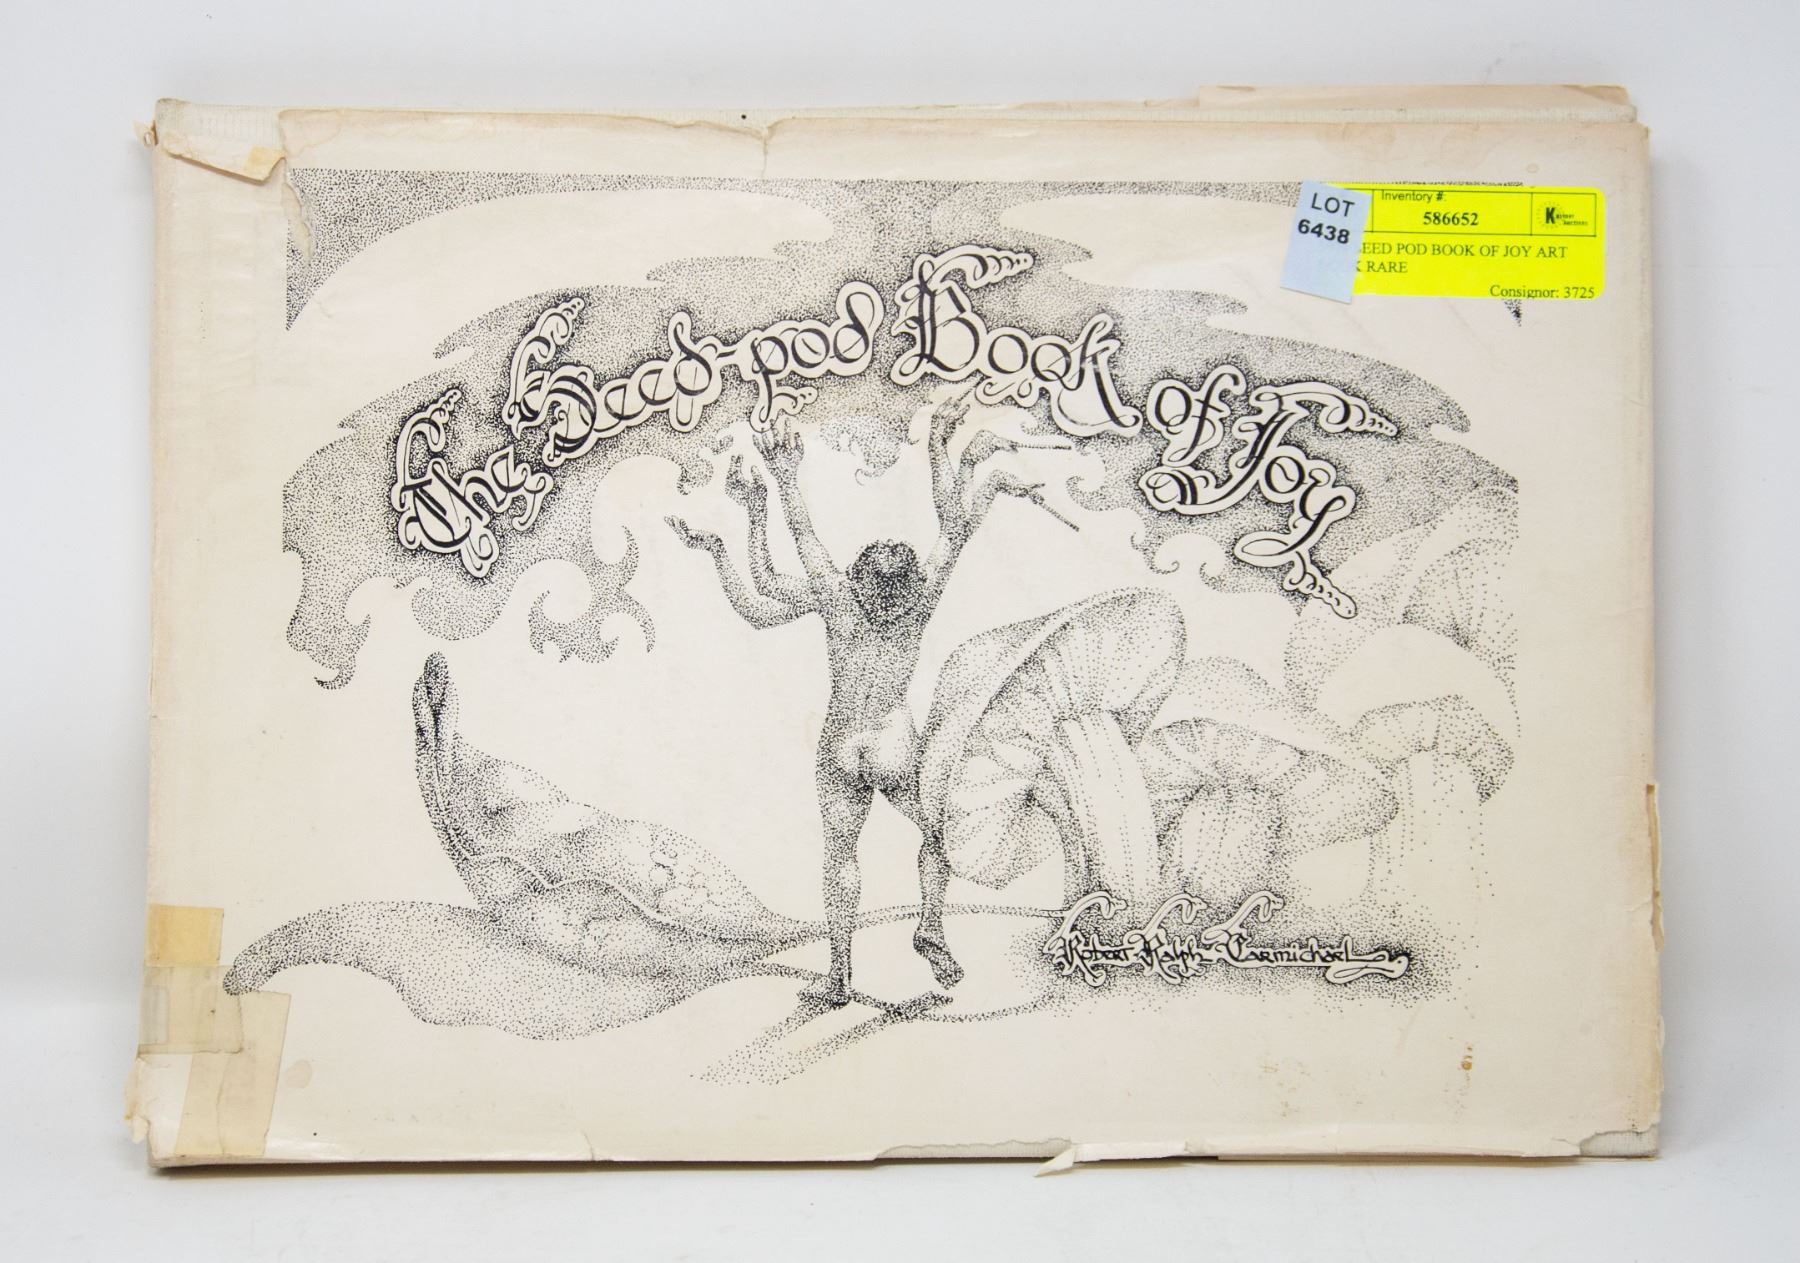 The Seed-pod Book of Joy
Robert Ralph Carmichael
LOT
6438
Inventory #:
586652
EED POD BOOK OF JOY ART
K RARE
Consignor: 3725